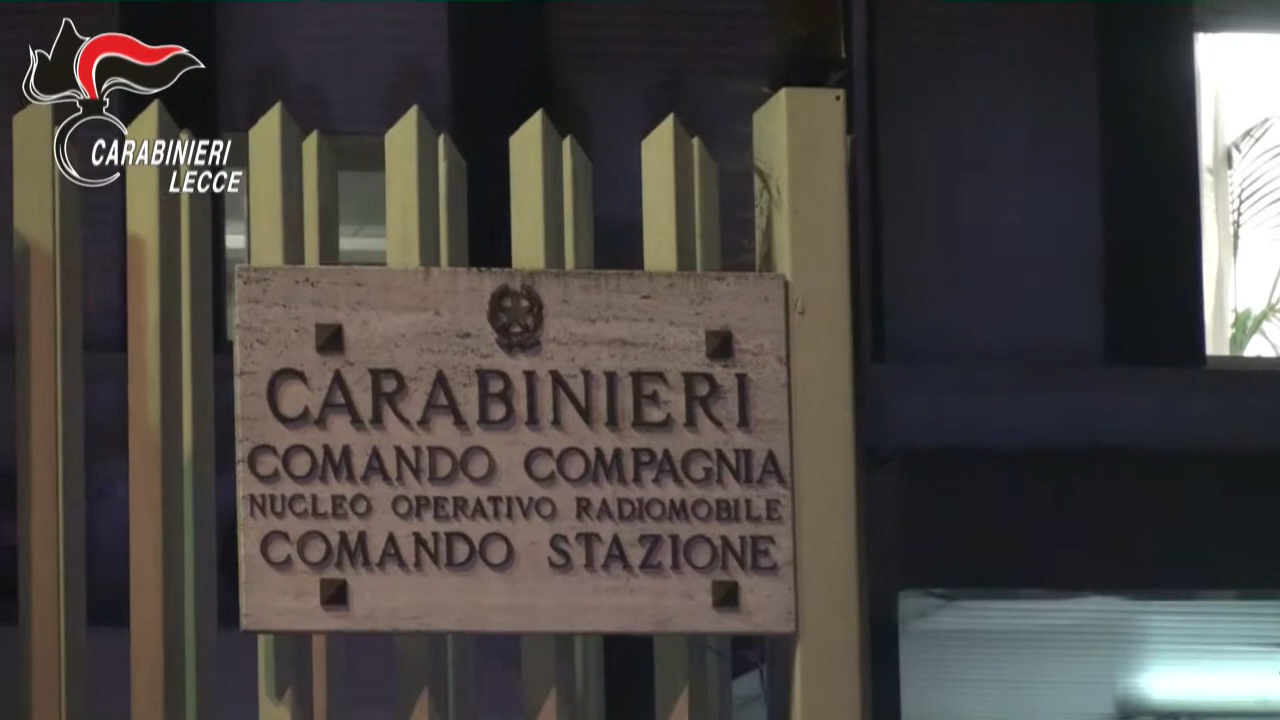 CARABINIERI
LECCE
CARABINIERI
COMANDO COMPAGNIA
NUCLEO OPERATIVO RADIOMOBILE
COMANDO STAZIONE